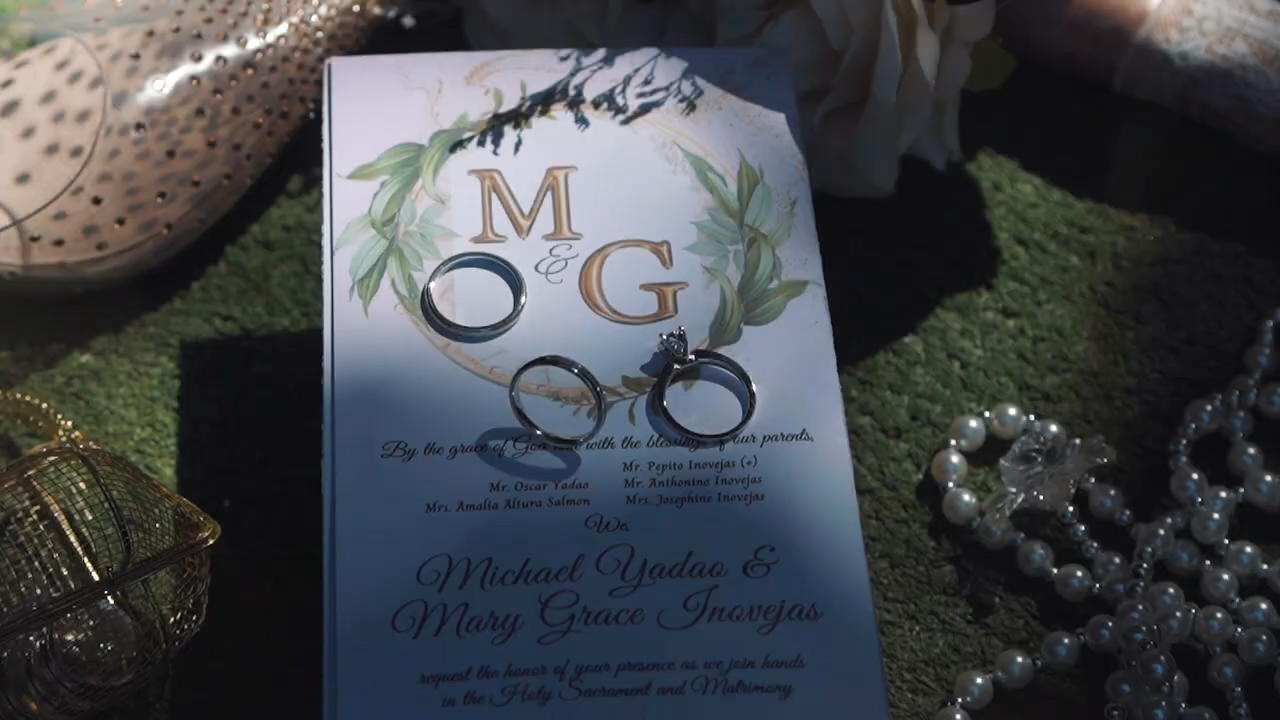 M
&
G
By the grace of God and with the blessings of our parents,
Mr. Pepito Inovejas (+)
Mr. Oscar Yadao Mr. Anthonino Inovejas
Mrs. Amalia Altura Salmon Mrs. Josephine Inovejas
We,
Michael Yadao &
Mary Grace Inovejas
request the honor of your presence as we join hands
in the Holy Sacrament and Matrimony